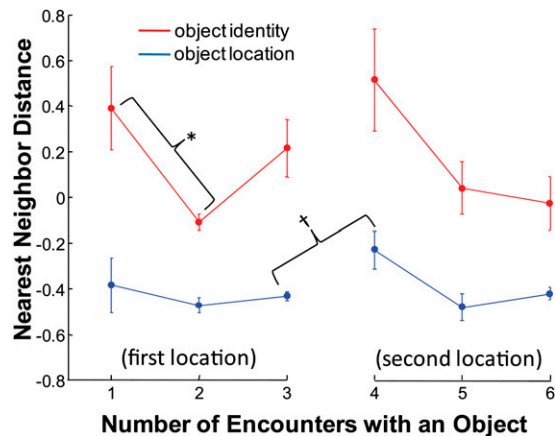 object identity
object location
Nearest Neighbor Distance
0.8
0.6
0.4
0.2
0
-0.2
-0.4
-0.6
-0.8
*
†
(first location)
(second location)
1 2 3 4 5 6
Number of Encounters with an Object